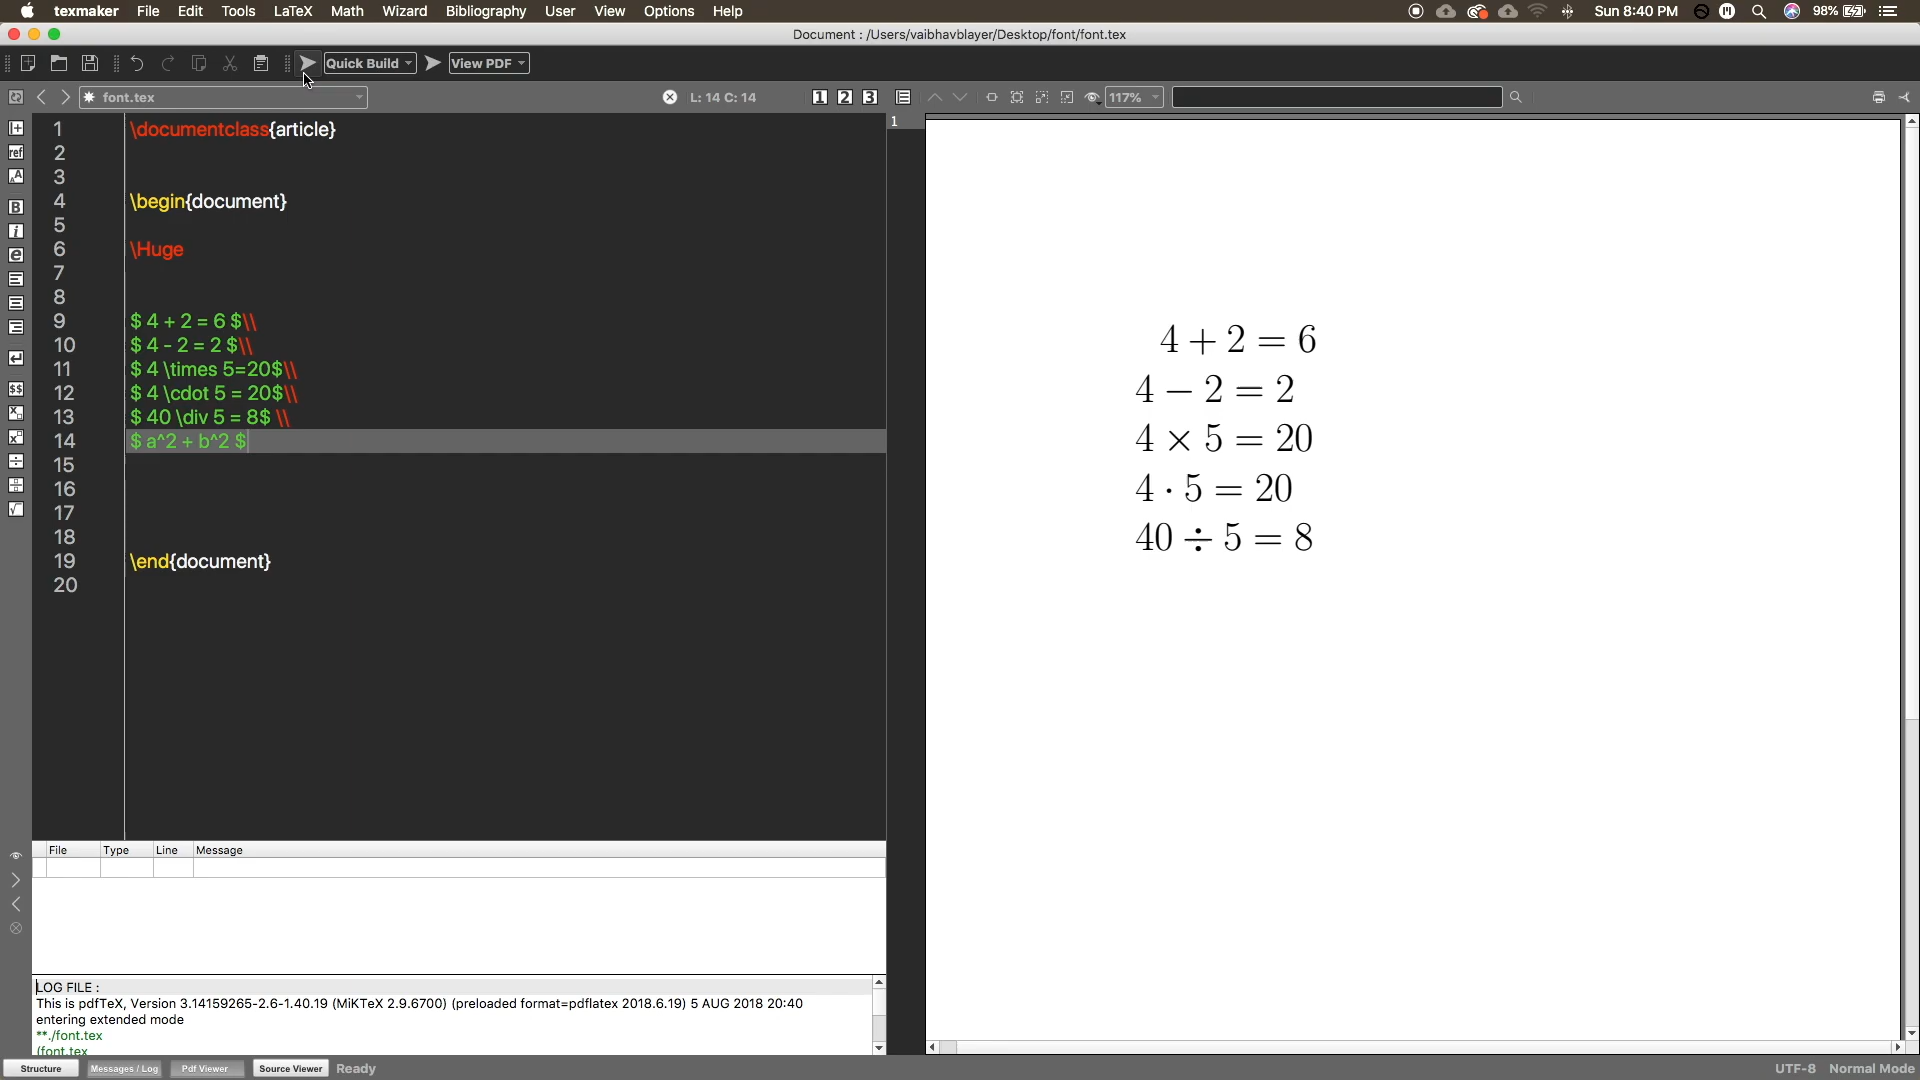 texmaker File Edit Tools LaTeX Math Wizard Bibliography User View Options Help Sun 8:40 PM 98%
Document : /Users/vaibhavblayer/Desktop/font/font.tex
Quick Build View PDF
font.tex L: 14 C: 14 1 2 3 117%
1 \documentclass{article}
2
3
4 \begin{document}
5
6 \Huge
7
8
9 $ 4 + 2 = 6 $\\
10 $ 4 - 2 = 2 $\\
11 $ 4 \times 5=20$\\
12 $ 4 \cdot 5 = 20$\\
13 $ 40 \div 5 = 8$ \\
14 $ a^2 + b^2 $
15
16
17
18
19 \end{document}
20
ref
A
B
i
e
$$
1
4 + 2 = 6
4 − 2 = 2
4 × 5 = 20
4 · 5 = 20
40 ÷ 5 = 8
File Type Line Message
LOG FILE :
This is pdfTeX, Version 3.14159265-2.6-1.40.19 (MiKTeX 2.9.6700) (preloaded format=pdflatex 2018.6.19) 5 AUG 2018 20:40
entering extended mode
**./font.tex
(font.tex
Structure Messages / Log Pdf Viewer Source Viewer Ready UTF-8 Normal Mode